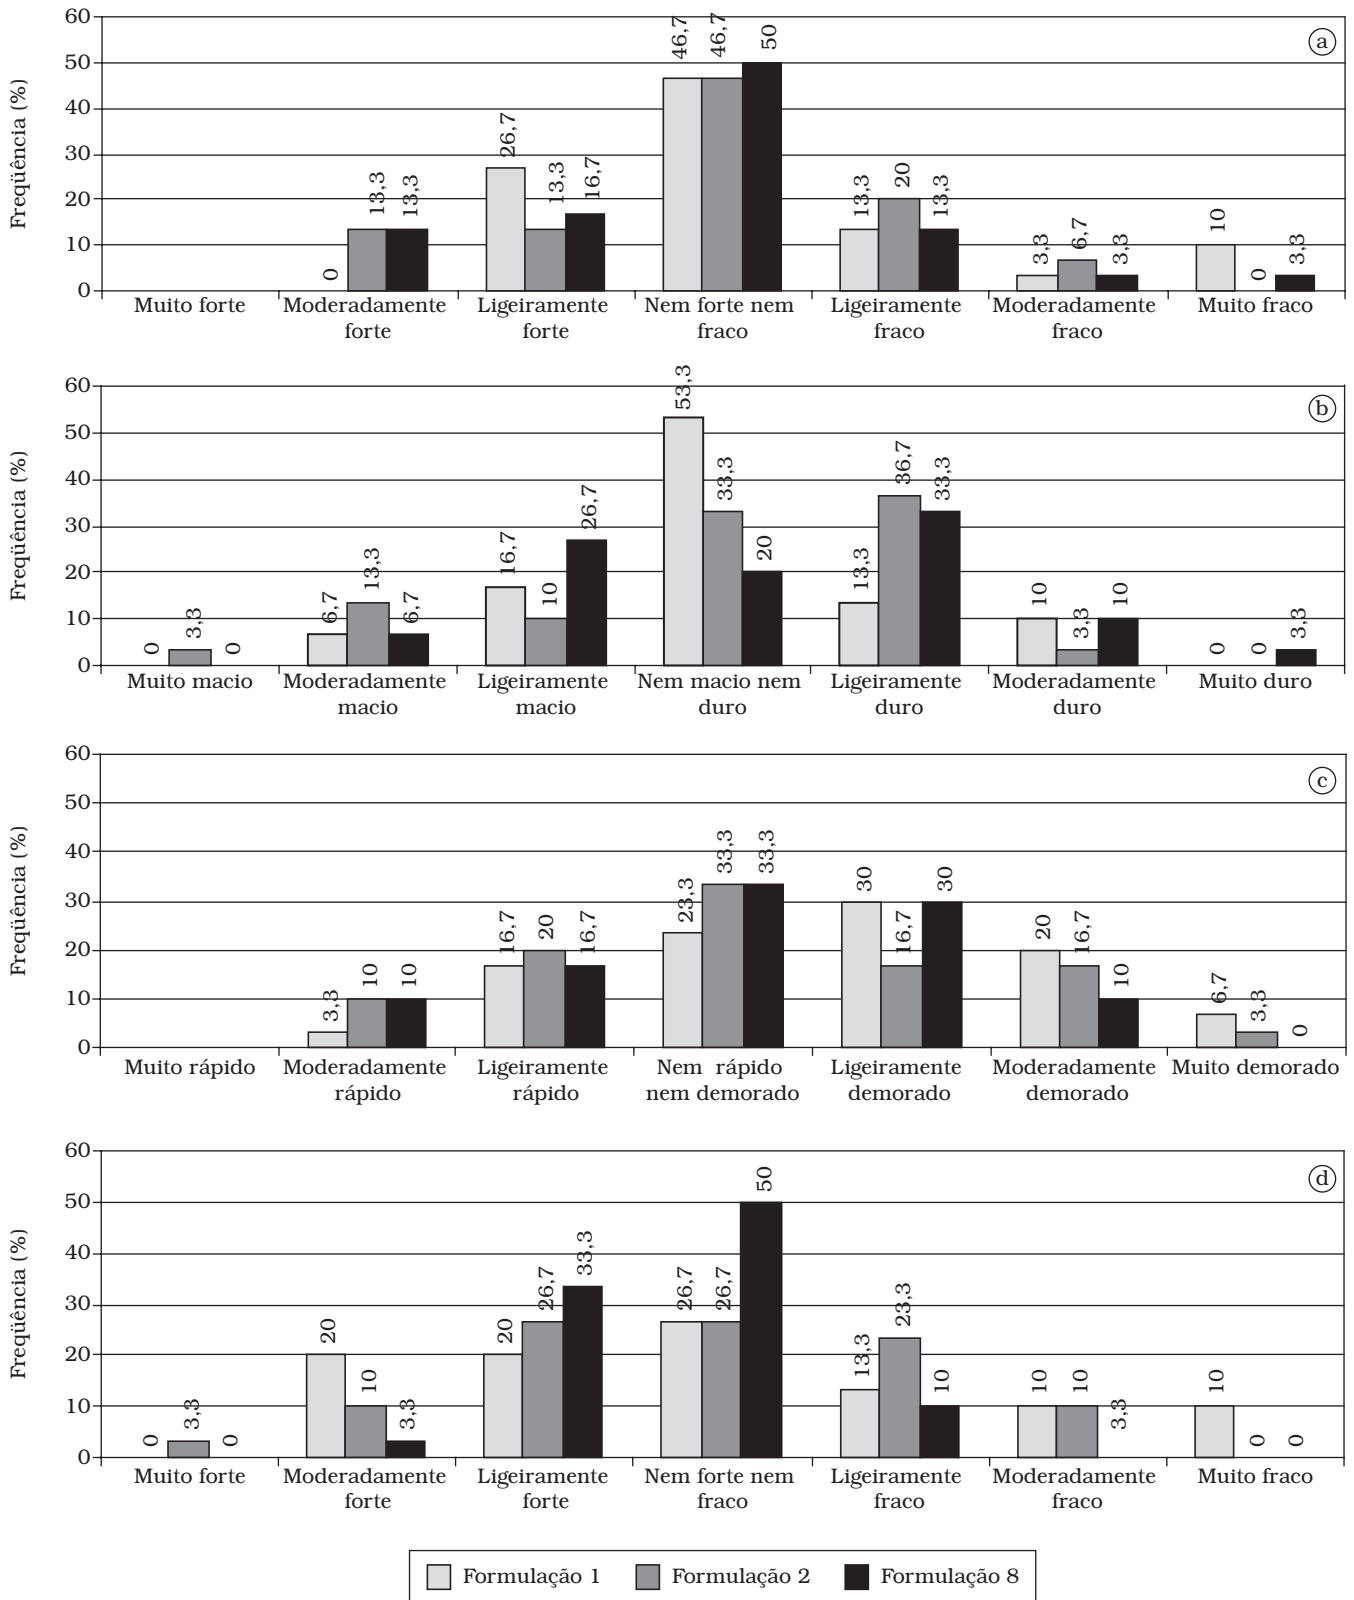 60
50
40
30
20
10
0
Freqüência (%)
a
0 13,3 13,3 26,7 13,3 16,7 46,7 46,7 50 13,3 20 13,3 3,3 6,7 3,3 10 0 3,3
Muito forte Moderadamente Ligeiramente Nem forte nem Ligeiramente Moderadamente Muito fraco
forte forte fraco fraco fraco
60
50
40
30
20
10
0
Freqüência (%)
b
0 3,3 0 6,7 13,3 6,7 16,7 10 26,7 53,3 33,3 20 13,3 36,7 33,3 10 3,3 10 0 0 3,3
Muito macio Moderadamente Ligeiramente Nem macio nem Ligeiramente Moderadamente Muito duro
macio macio duro duro duro
60
50
40
30
20
10
0
Freqüência (%)
c
3,3 10 10 16,7 20 16,7 23,3 33,3 33,3 30 16,7 30 20 16,7 10 6,7 3,3 0
Muito rápido Moderadamente Ligeiramente Nem rápido Ligeiramente Moderadamente Muito demorado
rápido rápido nem demorado demorado demorado
60
50
40
30
20
10
0
Freqüência (%)
d
0 3,3 0 20 10 3,3 20 26,7 33,3 26,7 26,7 50 13,3 23,3 10 10 10 3,3 10 0 0
Muito forte Moderadamente Ligeiramente Nem forte nem Ligeiramente Moderadamente Muito fraco
forte forte fraco fraco fraco
Formulação 1 Formulação 2 Formulação 8